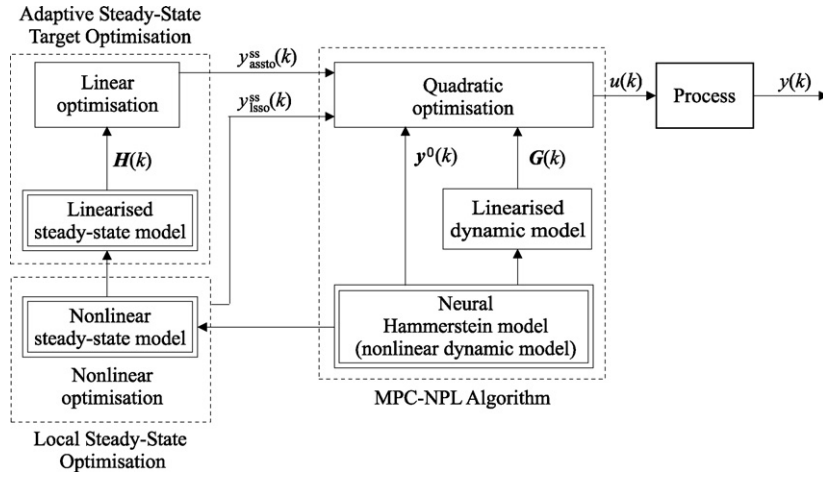 Adaptive Steady-State
Target Optimisation
Linear
optimisation
H(k)
Linearised
steady-state model
Nonlinear
steady-state model
Nonlinear
optimisation
Local Steady-State
Optimisation
y^ss_assto(k)
y^ss_lsso(k)
Quadratic
optimisation
y^0(k)
G(k)
Linearised
dynamic model
Neural
Hammerstein model
(nonlinear dynamic model)
MPC-NPL Algorithm
u(k)
Process
y(k)